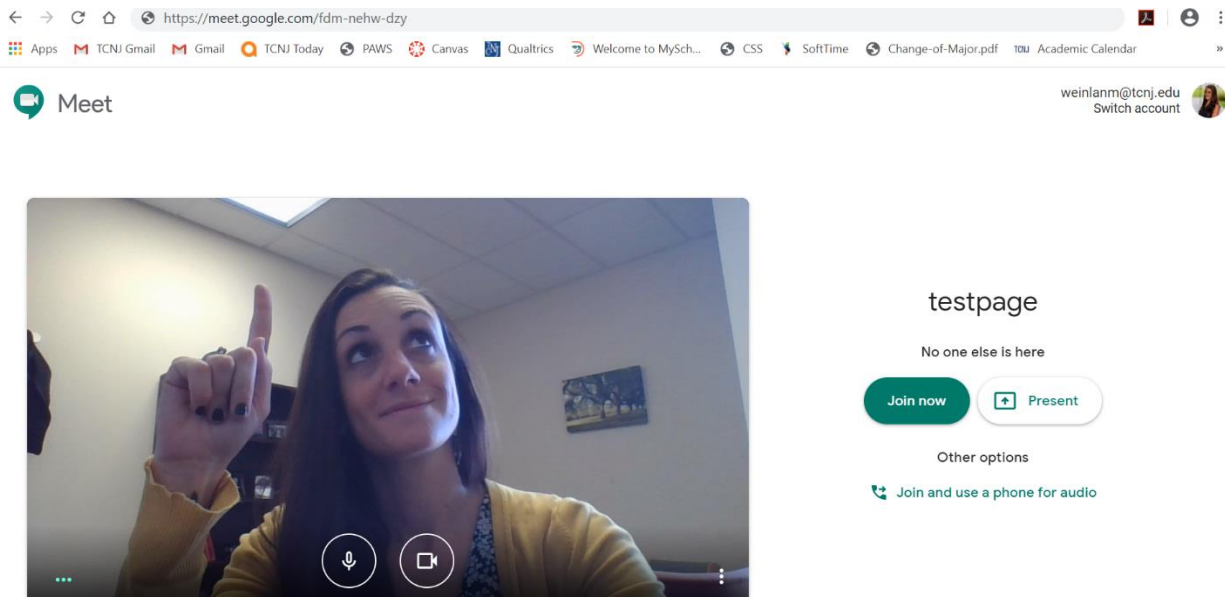 https://meet.google.com/fdm-nehw-dzy
Apps TCNJ Gmail Gmail TCNJ Today PAWS Canvas Qualtrics Welcome to MySch... CSS SoftTime Change-of-Major.pdf TCNJ Academic Calendar »
Meet
weinlanm@tcnj.edu
Switch account
testpage
No one else is here
Join now Present
Other options
Join and use a phone for audio